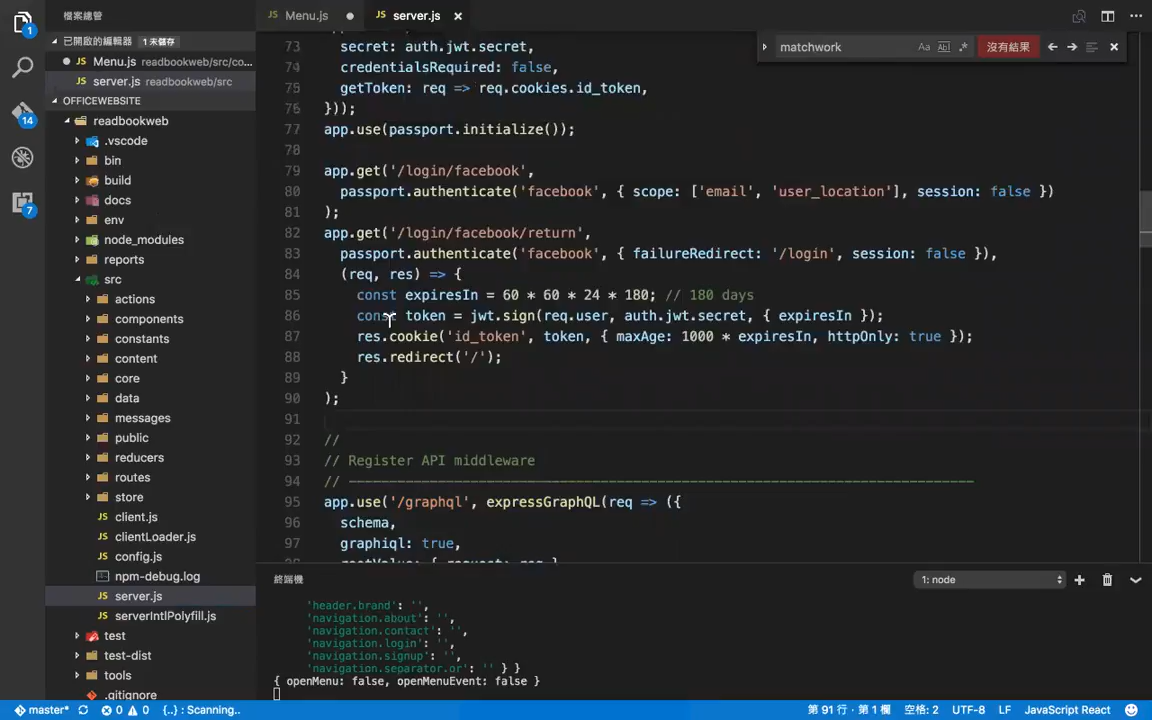 檔案總管
已開啟的編輯器 1 未儲存
Menu.js readbookweb/src/co...
server.js readbookweb/src
OFFICEWEBSITE
readbookweb
.vscode
bin
build
docs
env
node_modules
reports
src
actions
components
constants
content
core
data
messages
public
reducers
routes
store
client.js
clientLoader.js
config.js
npm-debug.log
server.js
serverIntlPolyfill.js
test
test-dist
tools
.gitignore
1
14
7
Menu.js
server.js
matchwork
Aa Abl .*
沒有結果
73 secret: auth.jwt.secret,
74 credentialsRequired: false,
75 getToken: req => req.cookies.id_token,
76 }));
77 app.use(passport.initialize());
78
79 app.get('/login/facebook',
80 passport.authenticate('facebook', { scope: ['email', 'user_location'], session: false })
81 );
82 app.get('/login/facebook/return',
83 passport.authenticate('facebook', { failureRedirect: '/login', session: false }),
84 (req, res) => {
85 const expiresIn = 60 * 60 * 24 * 180; // 180 days
86 const token = jwt.sign(req.user, auth.jwt.secret, { expiresIn });
87 res.cookie('id_token', token, { maxAge: 1000 * expiresIn, httpOnly: true });
88 res.redirect('/');
89 }
90 );
91
92 //
93 // Register API middleware
94 // -----------------------------------------------------------------------------
95 app.use('/graphql', expressGraphQL(req => ({
96 schema,
97 graphiql: true,
98 rootValue: { request: req },
終端機
1: node
'header.brand': '',
'navigation.about': '',
'navigation.contact': '',
'navigation.login': '',
'navigation.signup': '',
'navigation.separator.or': '' } }
{ openMenu: false, openMenuEvent: false }
master* 0 0 {..} : Scanning..
第 91 行，第 1 欄 空格: 2 UTF-8 LF JavaScript React